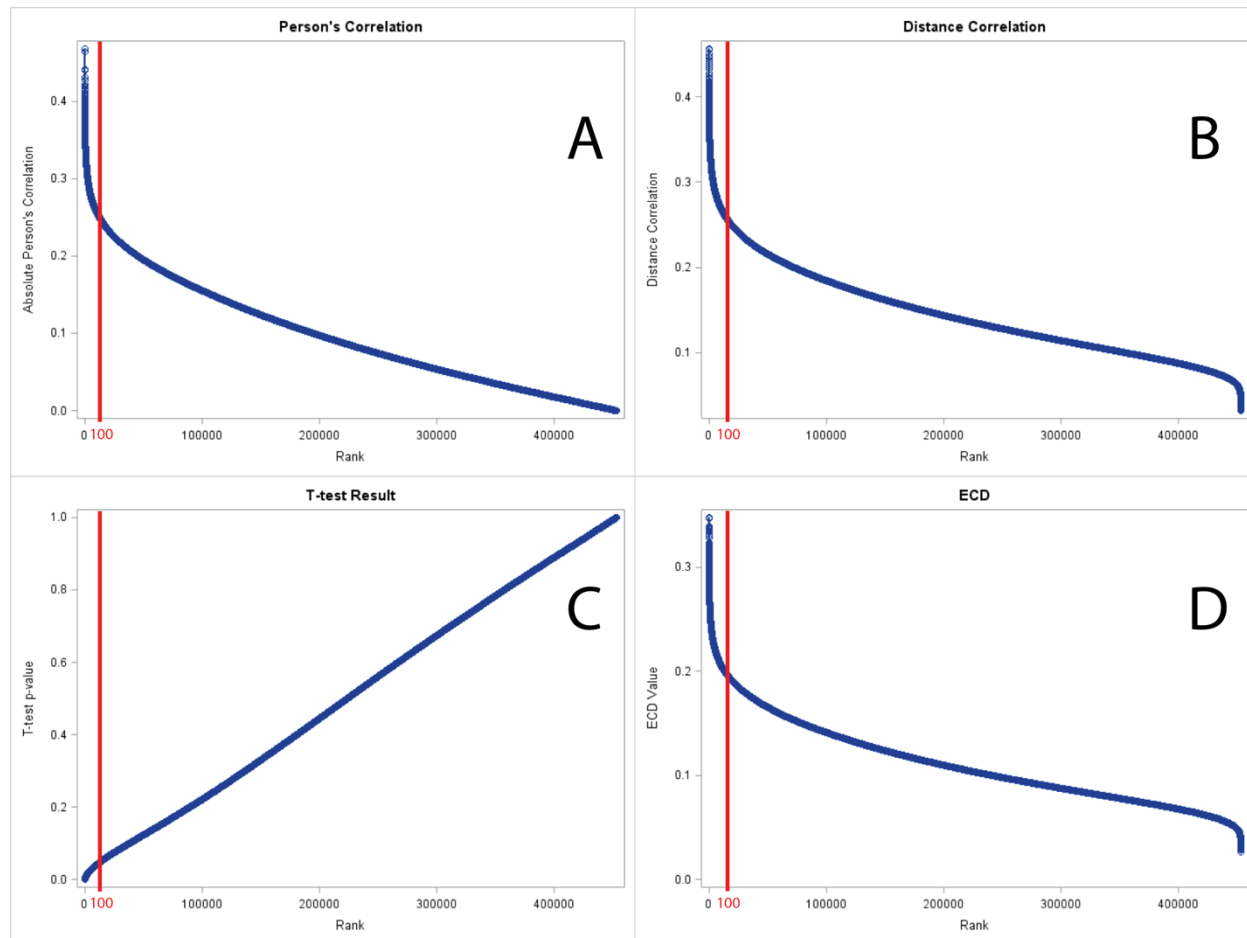 Person's Correlation
A
Absolute Person's Correlation
0.4
0.3
0.2
0.1
0.0
0 100 100000 200000 300000 400000
Rank
Distance Correlation
B
Distance Correlation
0.4
0.3
0.2
0.1
0 100 100000 200000 300000 400000
Rank
T-test Result
C
T-test p-value
1.0
0.8
0.6
0.4
0.2
0.0
0 100 100000 200000 300000 400000
Rank
ECD
D
ECD Value
0.3
0.2
0.1
0.0
0 100 100000 200000 300000 400000
Rank